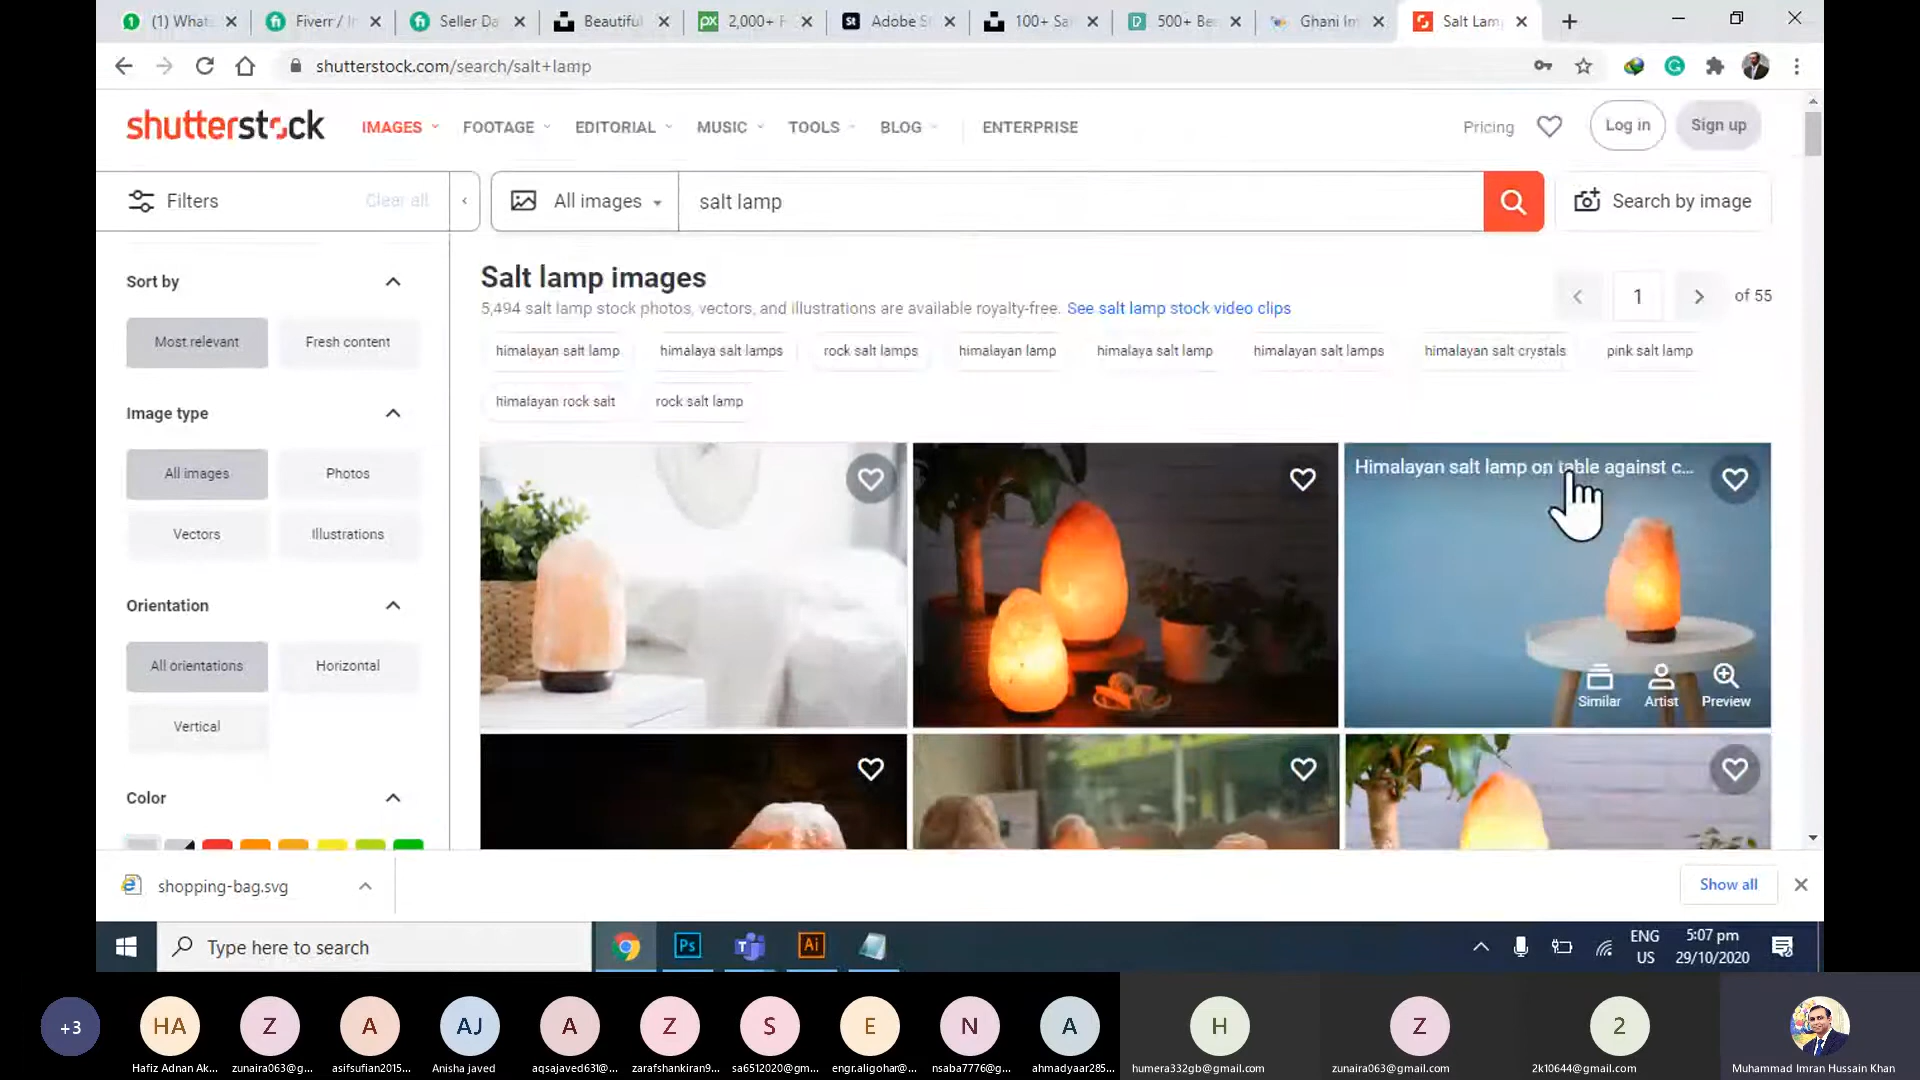 (1) What
Fiverr / I
Seller Da
Beautiful
2,000+ F
Adobe S
100+ Sa
500+ Be
Ghani Im
Salt Lam
shutterstock.com/search/salt+lamp
shutterstock
IMAGES
FOOTAGE
EDITORIAL
MUSIC
TOOLS
BLOG
ENTERPRISE
Pricing
Log in
Sign up
Filters
Clear all
All images
salt lamp
Search by image
Sort by
Most relevant
Fresh content
Image type
All images
Photos
Vectors
Illustrations
Orientation
All orientations
Horizontal
Vertical
Color
Salt lamp images
1
of 55
5,494 salt lamp stock photos, vectors, and illustrations are available royalty-free. See salt lamp stock video clips
himalayan salt lamp
himalaya salt lamps
rock salt lamps
himalayan lamp
himalaya salt lamp
himalayan salt lamps
himalayan salt crystals
pink salt lamp
himalayan rock salt
rock salt lamp
Himalayan salt lamp on table against c...
Similar
Artist
Preview
shopping-bag.svg
Show all
Type here to search
Ps
Ai
ENG
US
5:07 pm
29/10/2020
+3
HA
Z
A
AJ
A
Z
S
E
N
A
H
Z
2
Hafiz Adnan Ak...
zunaira063@g...
asifsufian2015...
Anisha javed
aqsajaved631@...
zarafshankiran9...
sa6512020@gm...
engr.aligohar@...
nsaba7776@g...
ahmadyaar285...
humera332gb@gmail.com
zunaira063@gmail.com
2k10644@gmail.com
Muhammad Imran Hussain Khan